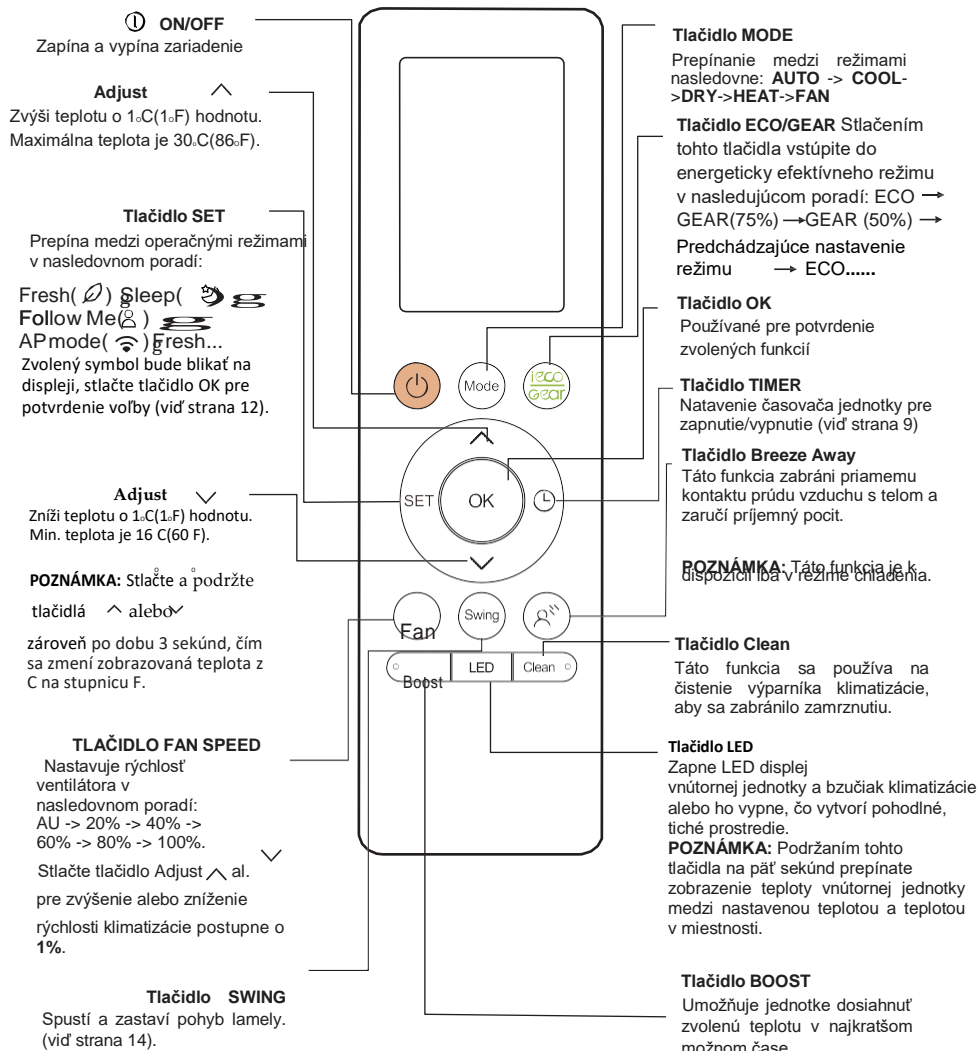 ON/OFF
Zapína a vypína zariadenie
Adjust
Zvýši teplotu o 1°C(1°F) hodnotu.
Maximálna teplota je 30°C(86°F).
Tlačidlo SET
Prepína medzi operačnými režimami
v nasledovnom poradí:
Fresh( ) Sleep(
Follow Me( )
AP mode( ) Fresh...
Zvolený symbol bude blikať na
displeji, stlačte tlačidlo OK pre
potvrdenie voľby (viď strana 12).
Adjust
Zníži teplotu o 1°C(1°F) hodnotu.
Min. teplota je 16 C(60 F).
POZNÁMKA: Stlačte a podržte
tlačidlá ^ alebo
zároveň po dobu 3 sekúnd, čím
sa zmení zobrazovaná teplota z
C na stupnicu F.
TLAČIDLO FAN SPEED
Nastavuje rýchlosť
ventilátora v
nasledovnom poradí:
AU -> 20% -> 40% ->
60% -> 80% -> 100%.
Stlačte tlačidlo Adjust al.
pre zvýšenie alebo zníženie
rýchlosti klimatizácie postupne o
1%.
Tlačidlo SWING
Spustí a zastaví pohyb lamely.
(viď strana 14).
Mode
ieco
Gear
SET
OK
Fan
Swing
Boost
LED
Clean
Tlačidlo MODE
Prepínanie medzi režimami
nasledovne: AUTO -> COOL-
->DRY->HEAT->FAN
Tlačidlo ECO/GEAR Stlačením
tohto tlačidla vstúpite do
energeticky efektívneho režimu
v nasledujúcom poradí: ECO →
GEAR(75%) →GEAR (50%) →
Predchádzajúce nastavenie
režimu → ECO......
Tlačidlo OK
Používané pre potvrdenie
zvolených funkcií
Tlačidlo TIMER
Natavenie časovača jednotky pre
zapnutie/vypnutie (viď strana 9)
Tlačidlo Breeze Away
Táto funkcia zabráni priamemu
kontaktu prúdu vzduchu s telom a
zaručí príjemný pocit.
POZNÁMKA: Táto funkcia je k
dispozícii iba v režime chladenia.
Tlačidlo Clean
Táto funkcia sa používa na
čistenie výparníka klimatizácie,
aby sa zabránilo zamrznutiu.
Tlačidlo LED
Zapne LED displej
vnútornej jednotky a bzučiak klimatizácie
alebo ho vypne, čo vytvorí pohodlné,
tiché prostredie.
POZNÁMKA: Podržaním tohto
tlačidla na päť sekúnd prepínate
zobrazenie teploty vnútornej jednotky
medzi nastavenou teplotou a teplotou
v miestnosti.
Tlačidlo BOOST
Umožňuje jednotke dosiahnuť
zvolenú teplotu v najkratšom
možnom čase